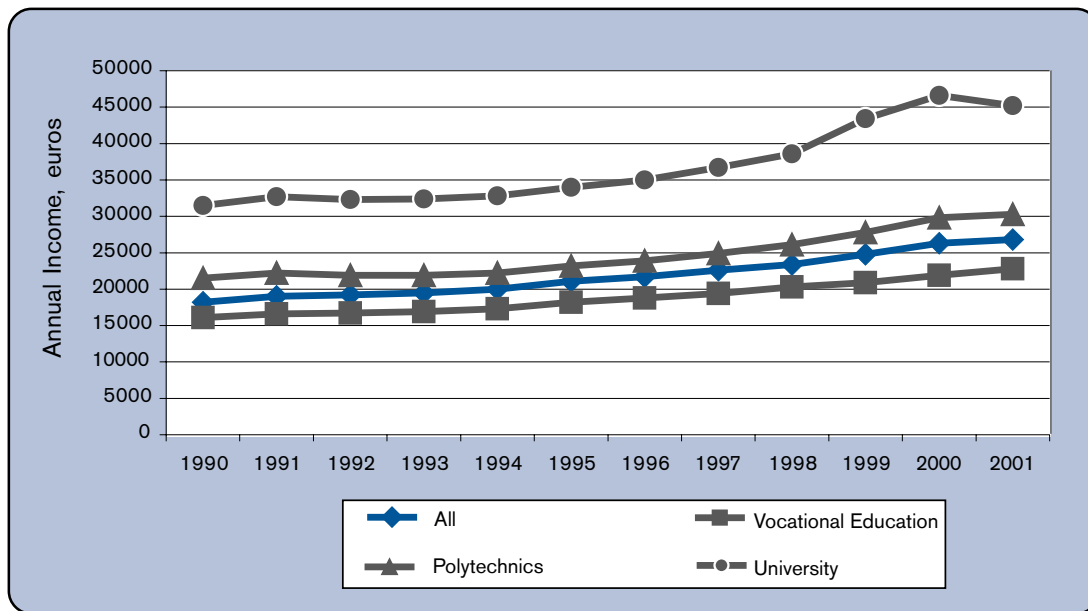 50000
45000
40000
35000
30000
25000
20000
15000
10000
5000
0
Annual Income, euros
1990 1991 1992 1993 1994 1995 1996 1997 1998 1999 2000 2001
All Vocational Education
Polytechnics University